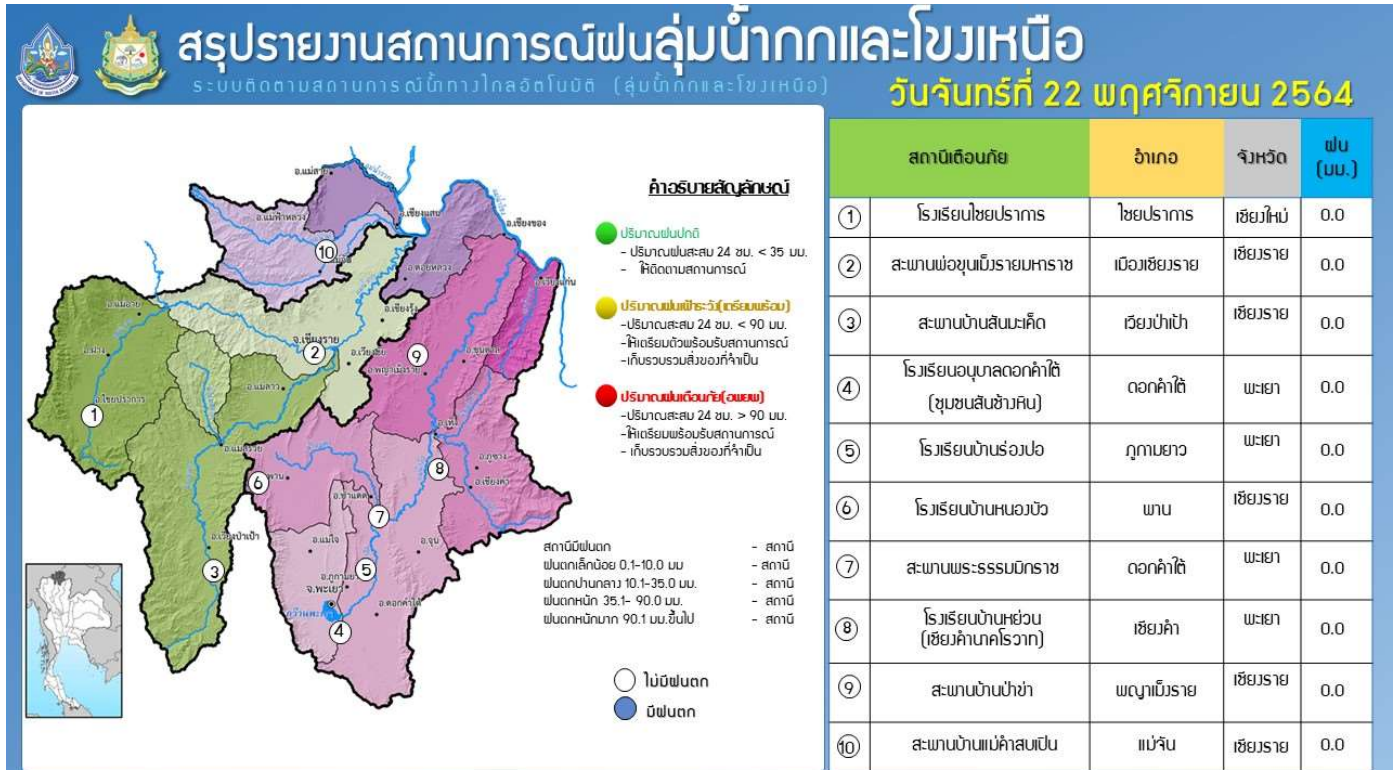 สรุปรายงานสถานการณ์ฝนลุ่มน้ำกกและโขงเหนือ
ระบบติดตามสถานการณ์น้ำทางไกลอัตโนมัติ (ลุ่มน้ำกกและโขงเหนือ)
วันจันทร์ที่ 22 พฤศจิกายน 2564
คำอธิบายสัญลักษณ์
ปริมาณฝนปกติ
- ปริมาณฝนสะสม 24 ชม. < 35 มม.
- ให้ติดตามสถานการณ์
ปริมาณฝนเฝ้าระวัง(เตรียมพร้อม)
-ปริมาณสะสม 24 ชม. < 90 มม.
-ให้เตรียมตัวพร้อมรับสถานการณ์
-เก็บรวบรวมสิ่งของที่จำเป็น
ปริมาณฝนเตือนภัย(อพยพ)
-ปริมาณสะสม 24 ชม. > 90 มม.
-ให้เตรียมพร้อมรับสถานการณ์
- เก็บรวบรวมสิ่งของที่จำเป็น
สถานีมีฝนตก - สถานี
ฝนตกเล็กน้อย 0.1-10.0 มม - สถานี
ฝนตกปานกลาง 10.1-35.0 มม. - สถานี
ฝนตกหนัก 35.1- 90.0 มม. - สถานี
ฝนตกหนักมาก 90.1 มม.ขึ้นไป - สถานี
ไม่มีฝนตก
มีฝนตก
อ.แม่สาย
อ.แม่ฟ้าหลวง
อ.เชียงแสน
อ.เชียงของ
10
อ.ดอยหลวง
อ.เวียงแก่น
อ.แม่อาย
อ.เชียงรุ้ง
จ.เชียงราย
2
อ.เวียงชัย
9
อ.ขุนตาล
อ.ฝาง
อ.พญาเม็งราย
อ.แม่ลาว
อ.ไชยปราการ
1
อ.เทิง
อ.แม่สรวย
อ.ภูซาง
8
6
อ.พาน
อ.เชียงคำ
อ.ป่าแดด
7
อ.เวียงป่าเป้า
อ.แม่ใจ
อ.จุน
3
5
อ.ภูกามยาว
จ.พะเยา
อ.ดอกคำใต้
กว๊านพะเยา
4
สถานีเตือนภัย อำเภอ จังหวัด ฝน (มม.)
1 โรงเรียนไชยปราการ ไชยปราการ เชียงใหม่ 0.0
2 สะพานพ่อขุนเม็งรายมหาราช เมืองเชียงราย เชียงราย 0.0
3 สะพานบ้านสันมะเค็ด เวียงป่าเป้า เชียงราย 0.0
4 โรงเรียนอนุบาลดอกคำใต้ (ชุมชนสันช้างหิน) ดอกคำใต้ พะเยา 0.0
5 โรงเรียนบ้านร่องปอ ภูกามยาว พะเยา 0.0
6 โรงเรียนบ้านหนองบัว พาน เชียงราย 0.0
7 สะพานพระธรรมมิกราช ดอกคำใต้ พะเยา 0.0
8 โรงเรียนบ้านหย่วน (เชียงคำนาคโรวาท) เชียงคำ พะเยา 0.0
9 สะพานบ้านป่าข่า พญาเม็งราย เชียงราย 0.0
10 สะพานบ้านแม่คำสบเปิน แม่จัน เชียงราย 0.0